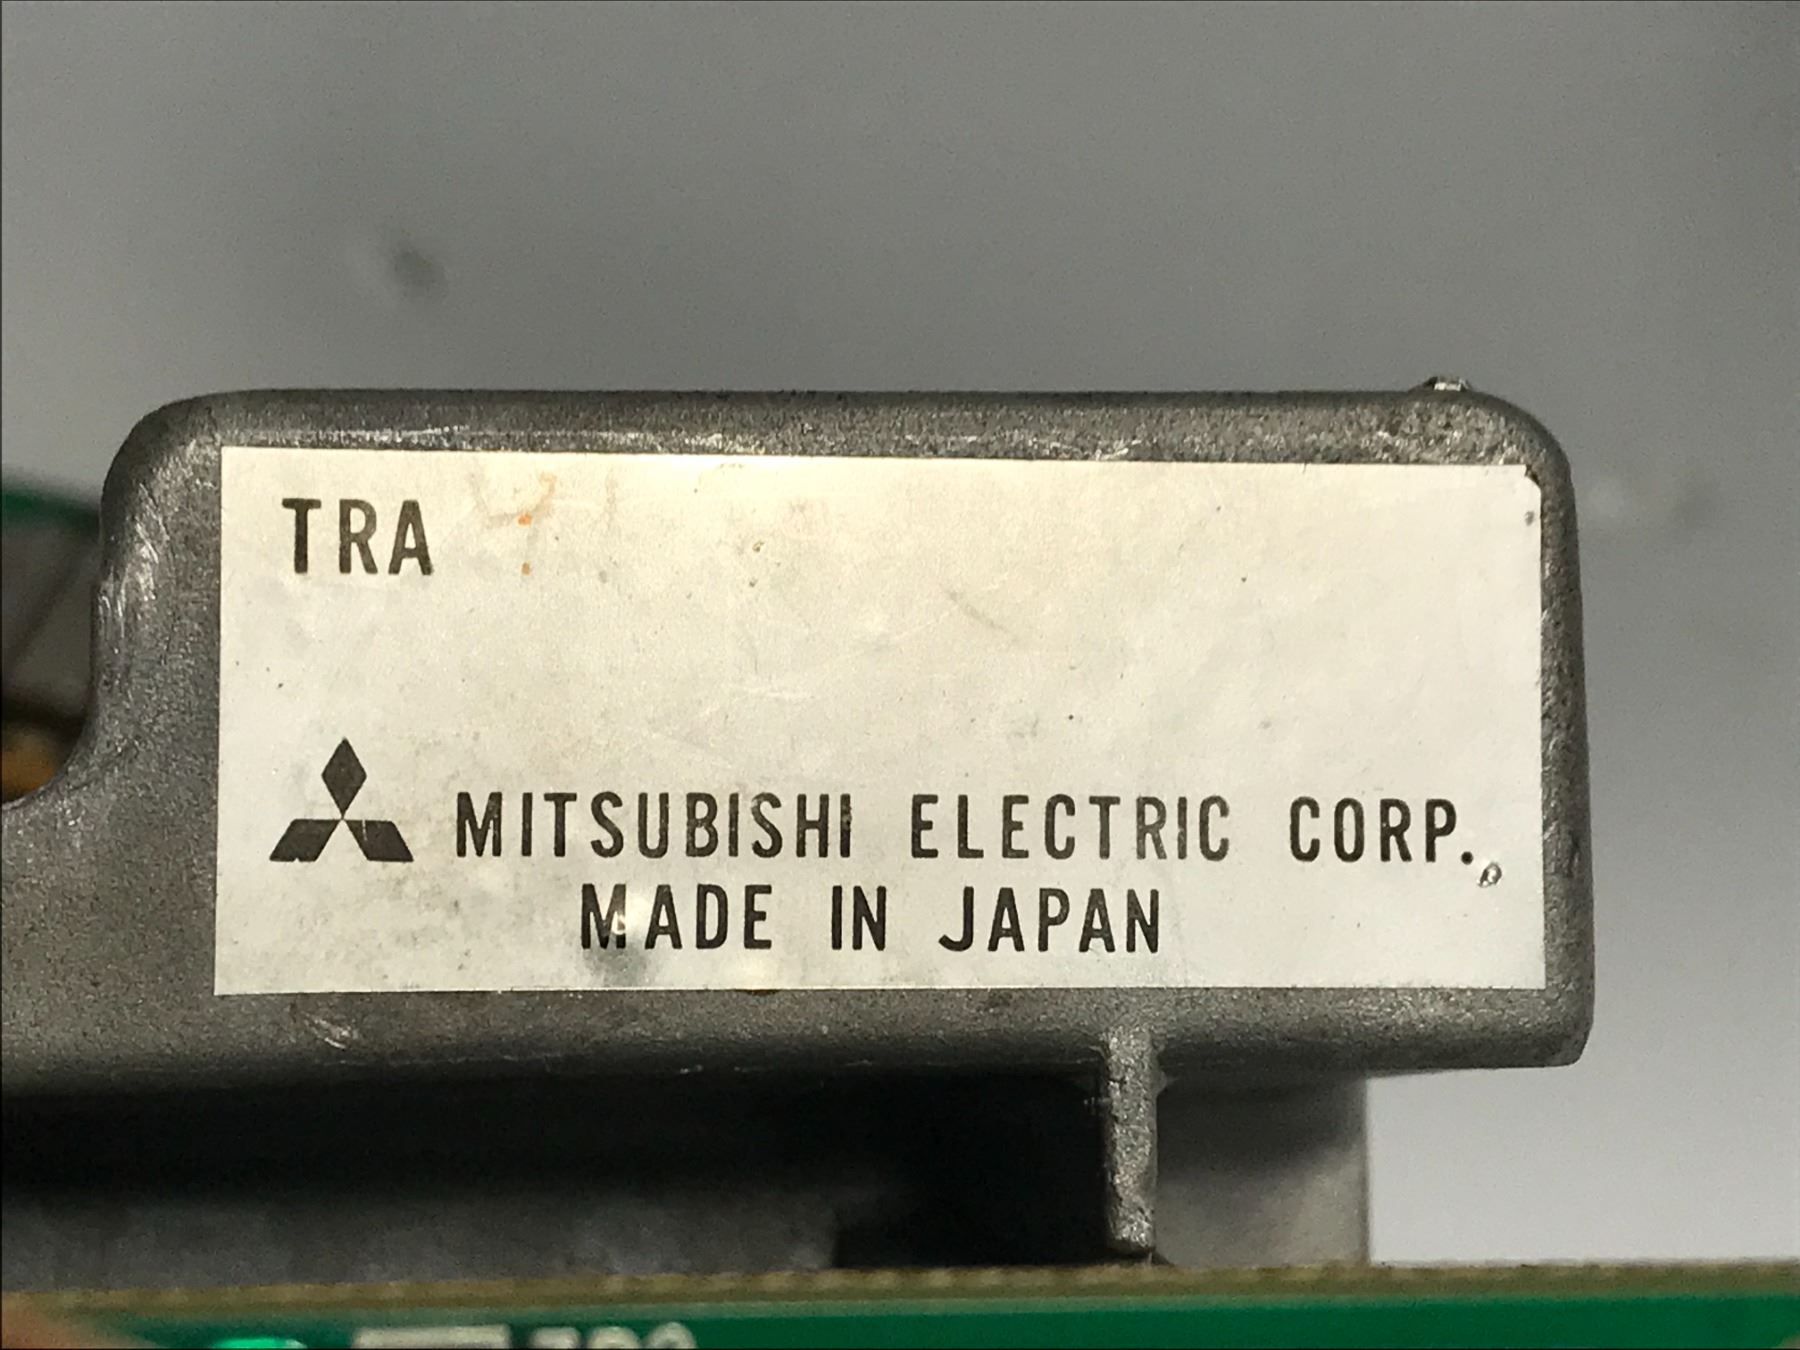 TRA
MITSUBISHI ELECTRIC CORP.
MADE IN JAPAN